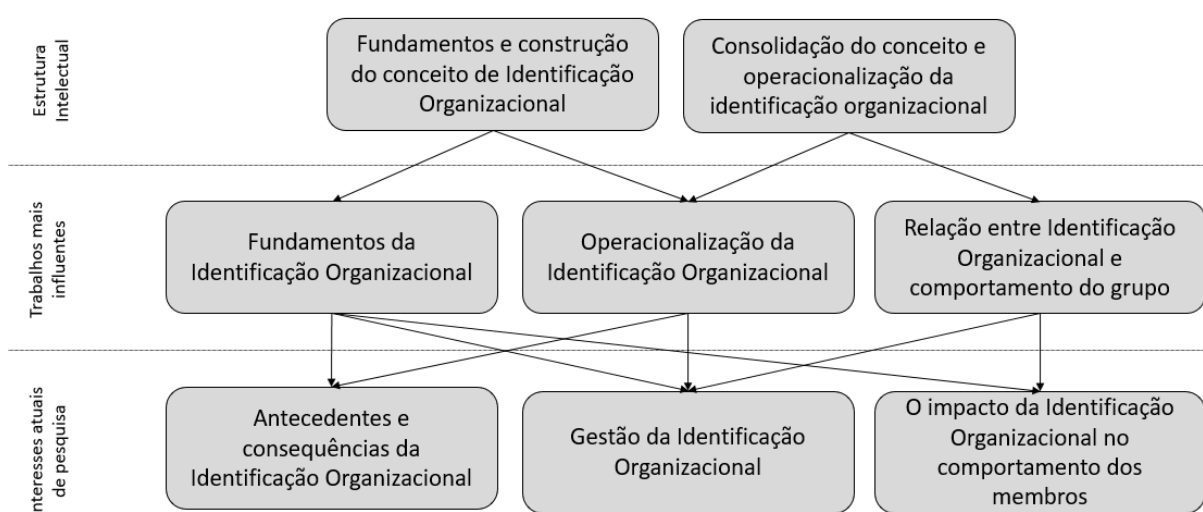 Estrutura
Intelectual
Fundamentos e construção
do conceito de Identificação
Organizacional
Consolidação do conceito e
operacionalização da
identificação organizacional
Trabalhos mais
influentes
Fundamentos da
Identificação Organizacional
Operacionalização da
Identificação Organizacional
Relação entre Identificação
Organizacional e
comportamento do grupo
nteresses atuais
de pesquisa
Antecedentes e
consequências da
Identificação Organizacional
Gestão da Identificação
Organizacional
O impacto da Identificação
Organizacional no
comportamento dos
membros